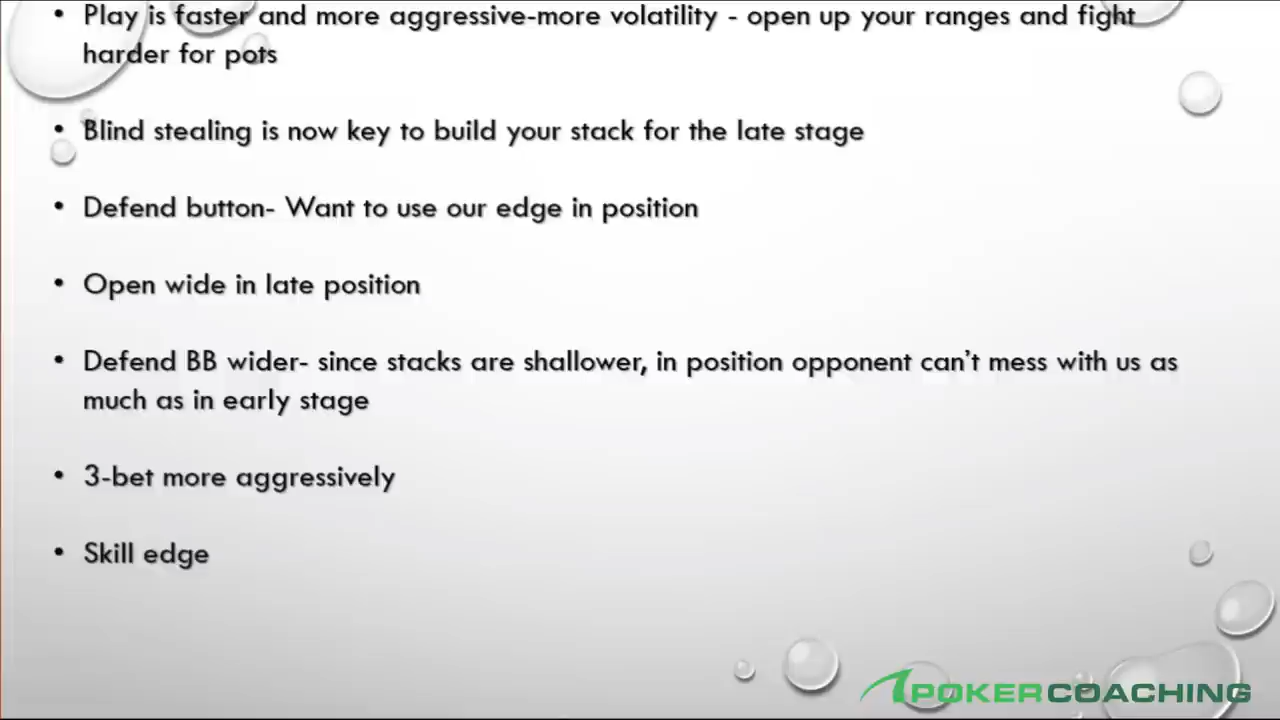 • Play is faster and more aggressive-more volatility - open up your ranges and fight
harder for pots
• Blind stealing is now key to build your stack for the late stage
• Defend button- Want to use our edge in position
• Open wide in late position
• Defend BB wider- since stacks are shallower, in position opponent can't mess with us as
much as in early stage
• 3-bet more aggressively
• Skill edge
POKERCOACHING